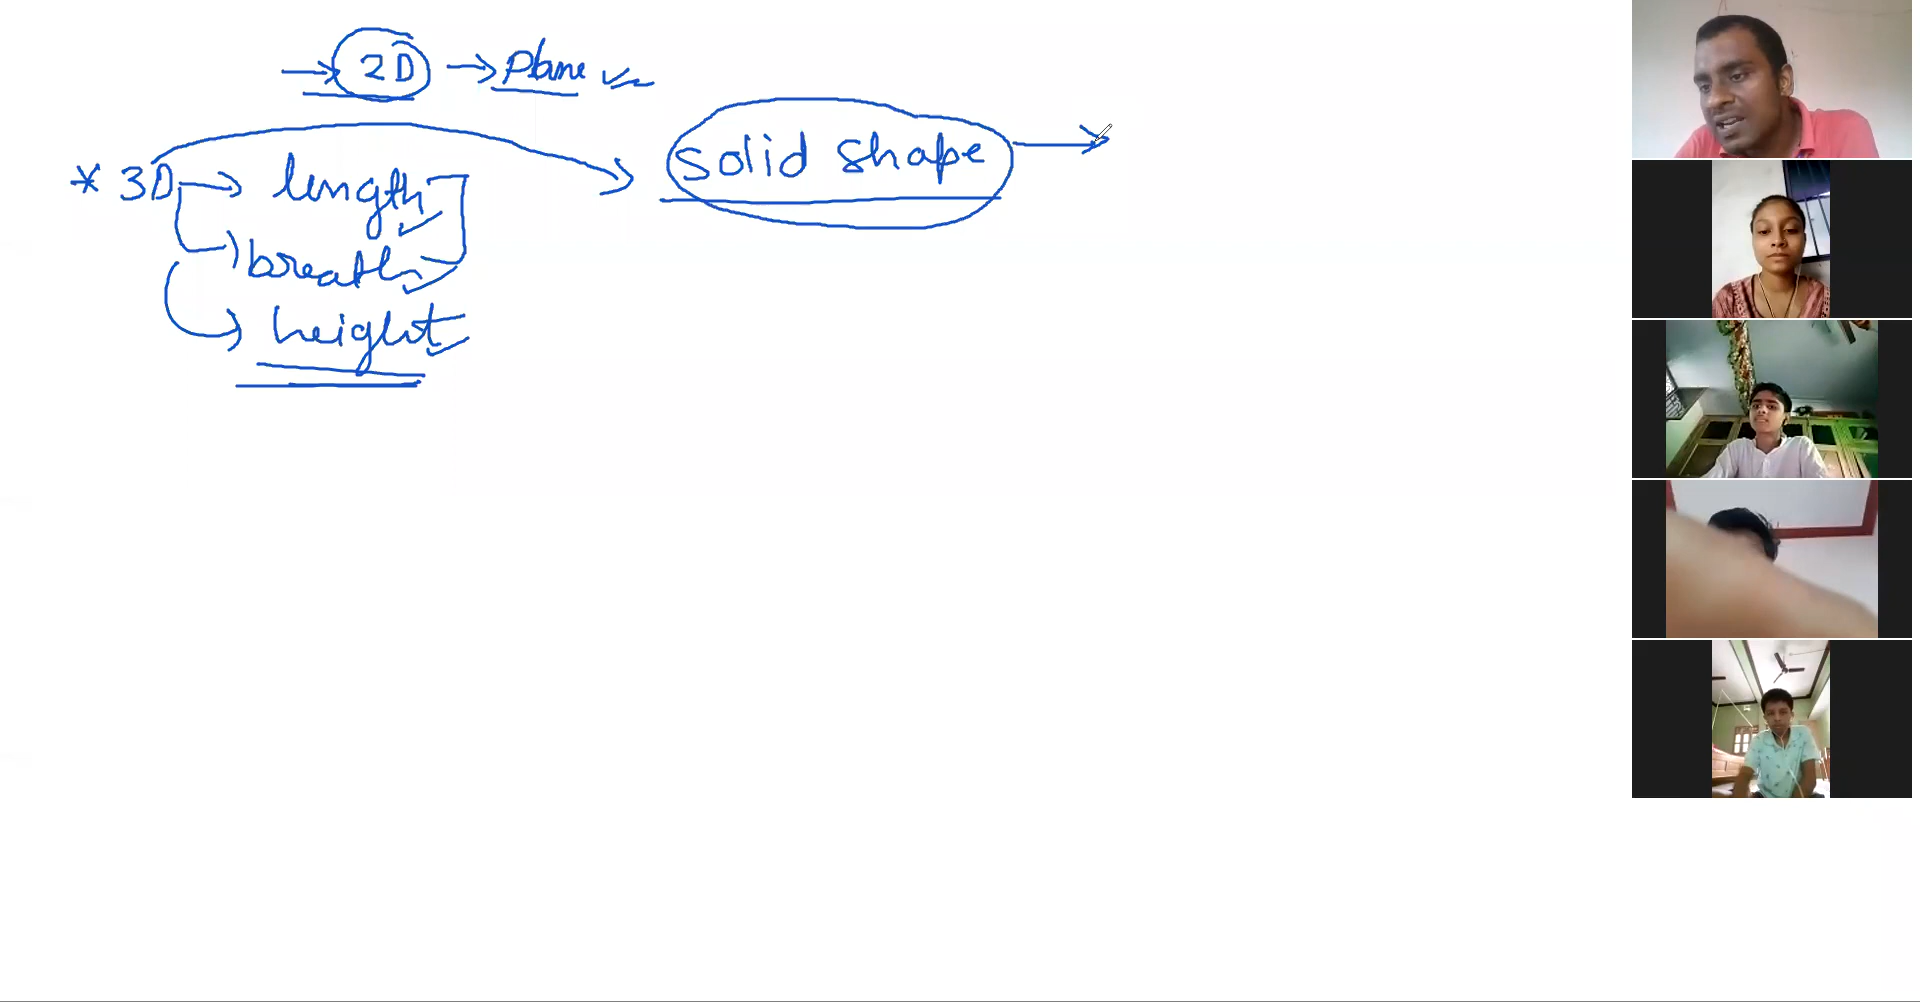 → 2D → Plane
* 3D → length
breath
height
solid shape →